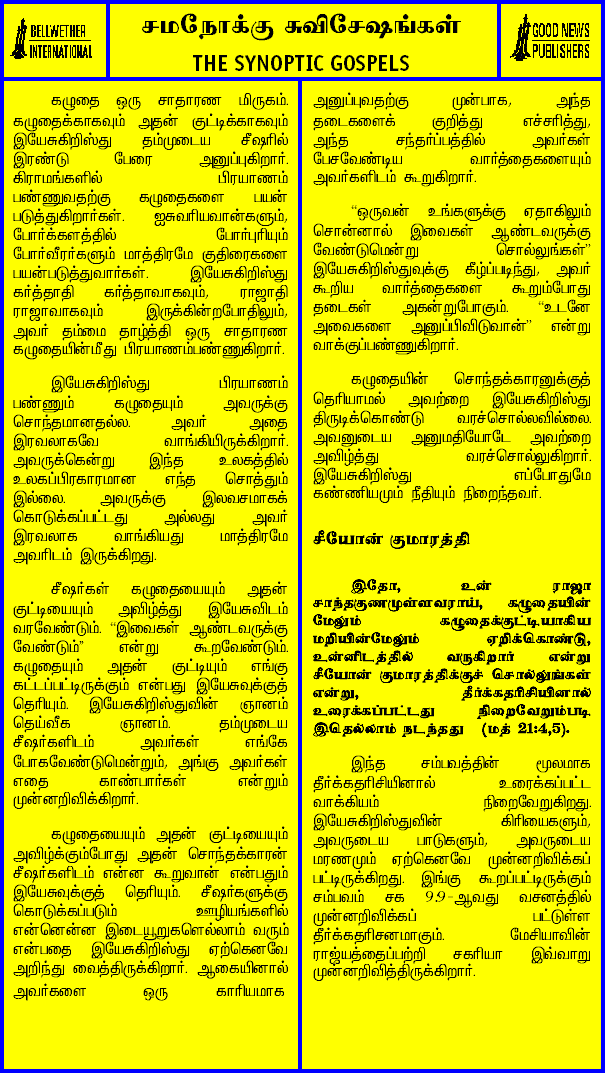 BELLWETHER
INTERNATIONAL
சமநோக்கு சுவிசேஷங்கள்
THE SYNOPTIC GOSPELS
GOOD NEWS
PUBLISHERS
கழுதை ஒரு சாதாரண மிருகம்.
கழுதைக்காகவும் அதன் குட்டிக்காகவும்
இயேசுகிறிஸ்து தம்முடைய சீஷரில்
இரண்டு பேரை அனுப்புகிறார்.
கிராமங்களில் பிரயாணம்
பண்ணுவதற்கு கழுதைகளை பயன்
படுத்துகிறார்கள். ஐசுவரியவான்களும்,
போர்க்களத்தில் போர்புரியும்
போர்வீரர்களும் மாத்திரமே குதிரைகளை
பயன்படுத்துவார்கள். இயேசுகிறிஸ்து
கர்த்தாதி கர்த்தாவாகவும், ராஜாதி
ராஜாவாகவும் இருக்கின்றபோதிலும்,
அவர் தம்மை தாழ்த்தி ஒரு சாதாரண
கழுதையின்மீது பிரயாணம்பண்ணுகிறார்.
இயேசுகிறிஸ்து பிரயாணம்
பண்ணும் கழுதையும் அவருக்கு
சொந்தமானதல்ல. அவர் அதை
இரவலாகவே வாங்கியிருக்கிறார்.
அவருக்கென்று இந்த உலகத்தில்
உலகப்பிரகாரமான எந்த சொத்தும்
இல்லை. அவருக்கு இலவசமாகக்
கொடுக்கப்பட்டது அல்லது அவர்
இரவலாக வாங்கியது மாத்திரமே
அவரிடம் இருக்கிறது.
சீஷர்கள் கழுதையையும் அதன்
குட்டியையும் அவிழ்த்து இயேசுவிடம்
வரவேண்டும். "இவைகள் ஆண்டவருக்கு
வேண்டும்" என்று கூறவேண்டும்.
கழுதையும் அதன் குட்டியும் எங்கு
கட்டப்பட்டிருக்கும் என்பது இயேசுவுக்குத்
தெரியும். இயேசுகிறிஸ்துவின் ஞானம்
தெய்வீக ஞானம். தம்முடைய
சீஷர்களிடம் அவர்கள் எங்கே
போகவேண்டுமென்றும், அங்கு அவர்கள்
எதை காண்பார்கள் என்றும்
முன்னறிவிக்கிறார்.
கழுதையையும் அதன் குட்டியையும்
அவிழ்க்கும்போது அதன் சொந்தக்காரன்
சீஷர்களிடம் என்ன கூறுவான் என்பதும்
இயேசுவுக்குத் தெரியும். சீஷர்களுக்கு
கொடுக்கப்படும் ஊழியங்களில்
என்னென்ன இடையூறுகளெல்லாம் வரும்
என்பதை இயேசுகிறிஸ்து ஏற்கெனவே
அறிந்து வைத்திருக்கிறார். ஆகையினால்
அவர்களை ஒரு காரியமாக
அனுப்புவதற்கு முன்பாக, அந்த
தடைகளைக் குறித்து எச்சரித்து,
அந்த சந்தர்ப்பத்தில் அவர்கள்
பேசவேண்டிய வார்த்தைகளையும்
அவர்களிடம் கூறுகிறார்.
"ஒருவன் உங்களுக்கு ஏதாகிலும்
சொன்னால் இவைகள் ஆண்டவருக்கு
வேண்டுமென்று சொல்லுங்கள்"
இயேசுகிறிஸ்துவுக்கு கீழ்ப்படிந்து, அவர்
கூறிய வார்த்தைகளை கூறும்போது
தடைகள் அகன்றுபோகும். "உடனே
அவைகளை அனுப்பிவிடுவான்" என்று
வாக்குப்பண்ணுகிறார்.
கழுதையின் சொந்தக்காரனுக்குத்
தெரியாமல் அவற்றை இயேசுகிறிஸ்து
திருடிக்கொண்டு வரச்சொல்லவில்லை.
அவனுடைய அனுமதியோடே அவற்றை
அவிழ்த்து வரச்சொல்லுகிறார்.
இயேசுகிறிஸ்து எப்போதுமே
கண்ணியமும் நீதியும் நிறைந்தவர்.
சீயோன் குமாரத்தி
இதோ, உன் ராஜா
சாந்தகுணமுள்ளவராய், கழுதையின்
மேலும் கழுதைக்குட்டியாகிய
மறியின்மேலும் ஏறிக்கொண்டு,
உன்னிடத்தில் வருகிறார் என்று
சீயோன் குமாரத்திக்குச் சொல்லுங்கள்
என்று, தீர்க்கதரிசியினால்
உரைக்கப்பட்டது நிறைவேறும்படி
இதெல்லாம் நடந்தது (மத் 21:4,5).
இந்த சம்பவத்தின் மூலமாக
தீர்க்கதரிசியினால் உரைக்கப்பட்ட
வாக்கியம் நிறைவேறுகிறது.
இயேசுகிறிஸ்துவின் கிரியைகளும்,
அவருடைய பாடுகளும், அவருடைய
மரணமும் ஏற்கெனவே முன்னறிவிக்கப்
பட்டிருக்கிறது. இங்கு கூறப்பட்டிருக்கும்
சம்பவம் சக 9:9-ஆவது வசனத்தில்
முன்னறிவிக்கப் பட்டுள்ள
தீர்க்கதரிசனமாகும். மேசியாவின்
ராஜ்யத்தைப்பற்றி சகரியா இவ்வாறு
முன்னறிவித்திருக்கிறார்.